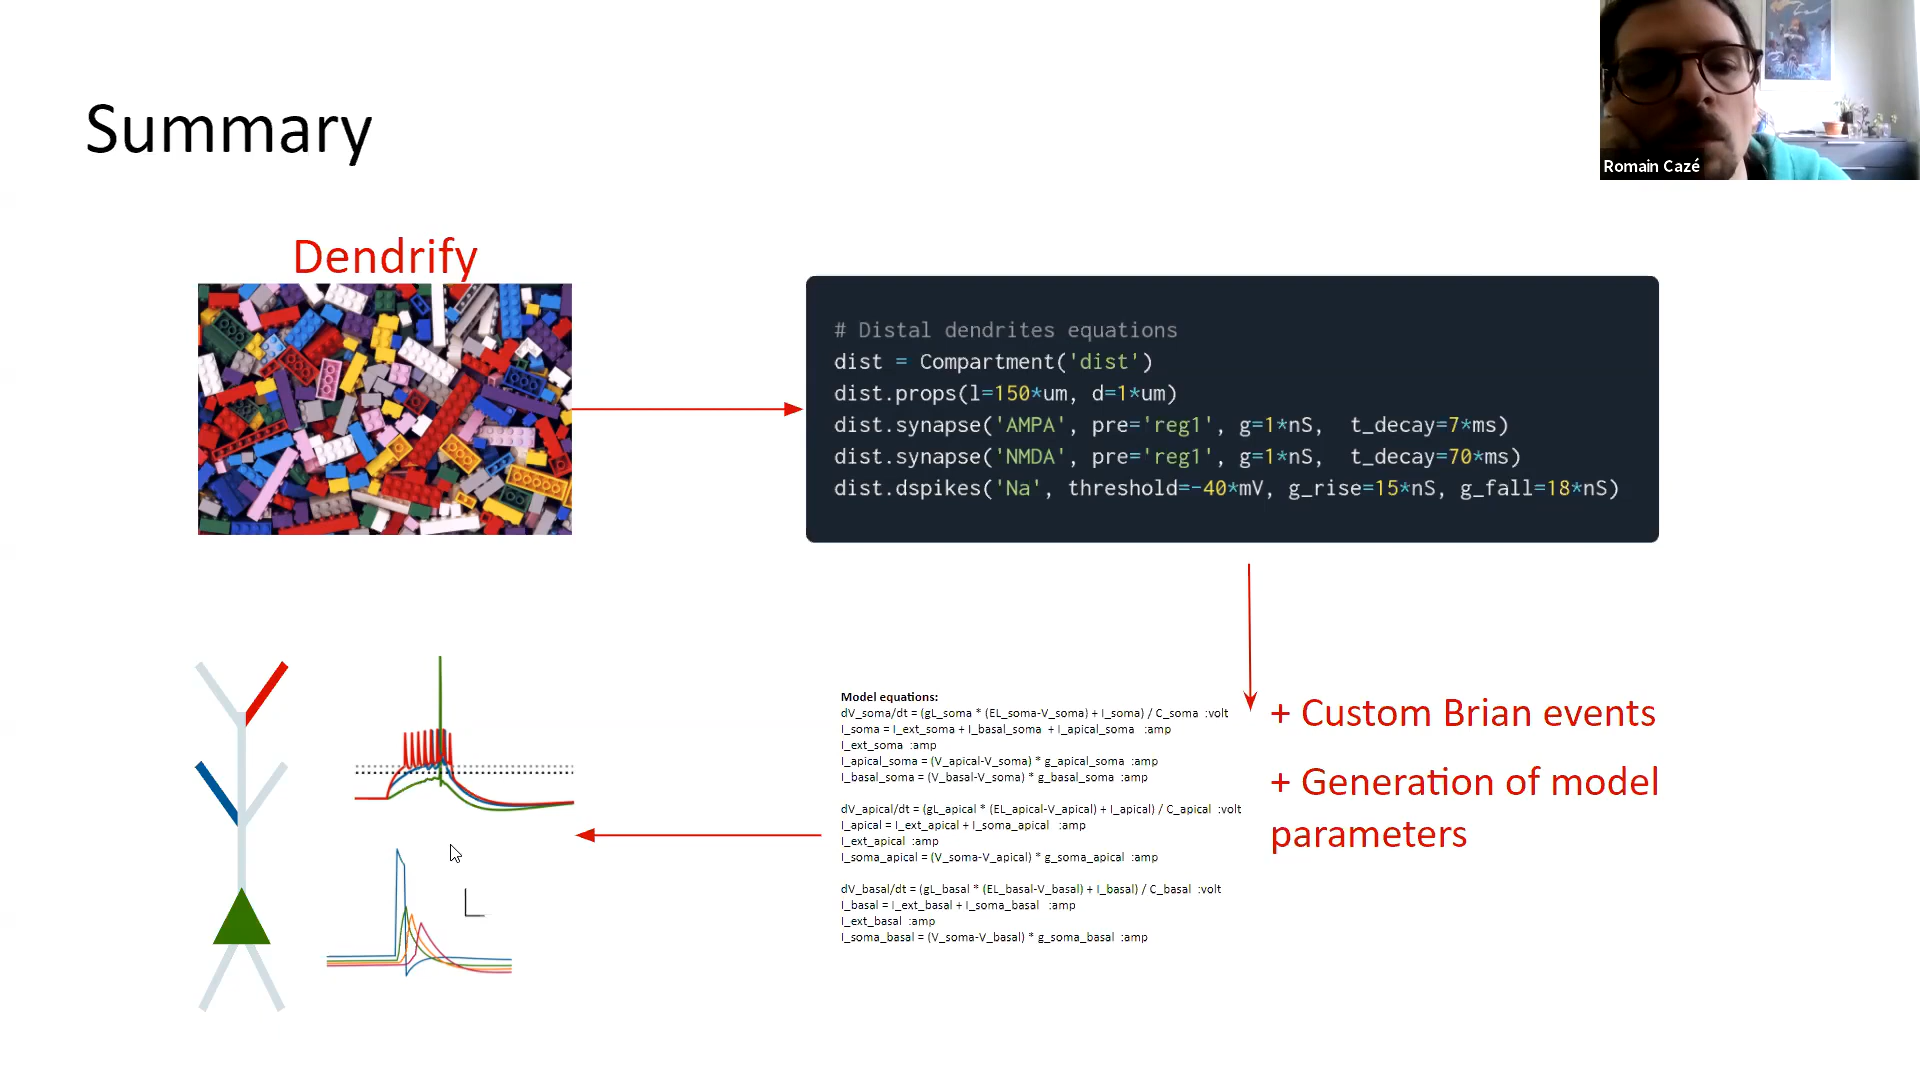 Summary
Romain Cazé
Dendrify
# Distal dendrites equations
dist = Compartment('dist')
dist.props(l=150*um, d=1*um)
dist.synapse('AMPA', pre='reg1', g=1*nS,  t_decay=7*ms)
dist.synapse('NMDA', pre='reg1', g=1*nS,  t_decay=70*ms)
dist.dspikes('Na', threshold=-40*mV, g_rise=15*nS, g_fall=18*nS)
Model equations:
dV_soma/dt = (gL_soma * (EL_soma-V_soma) + I_soma) / C_soma  :volt
I_soma = I_ext_soma + I_basal_soma  + I_apical_soma   :amp
I_ext_soma  :amp
I_apical_soma = (V_apical-V_soma) * g_apical_soma  :amp
I_basal_soma = (V_basal-V_soma) * g_basal_soma  :amp
dV_apical/dt = (gL_apical * (EL_apical-V_apical) + I_apical) / C_apical  :volt
I_apical = I_ext_apical + I_soma_apical   :amp
I_ext_apical  :amp
I_soma_apical = (V_soma-V_apical) * g_soma_apical  :amp
dV_basal/dt = (gL_basal * (EL_basal-V_basal) + I_basal) / C_basal  :volt
I_basal = I_ext_basal + I_soma_basal   :amp
I_ext_basal  :amp
I_soma_basal = (V_soma-V_basal) * g_soma_basal  :amp
+ Custom Brian events
+ Generation of model
parameters